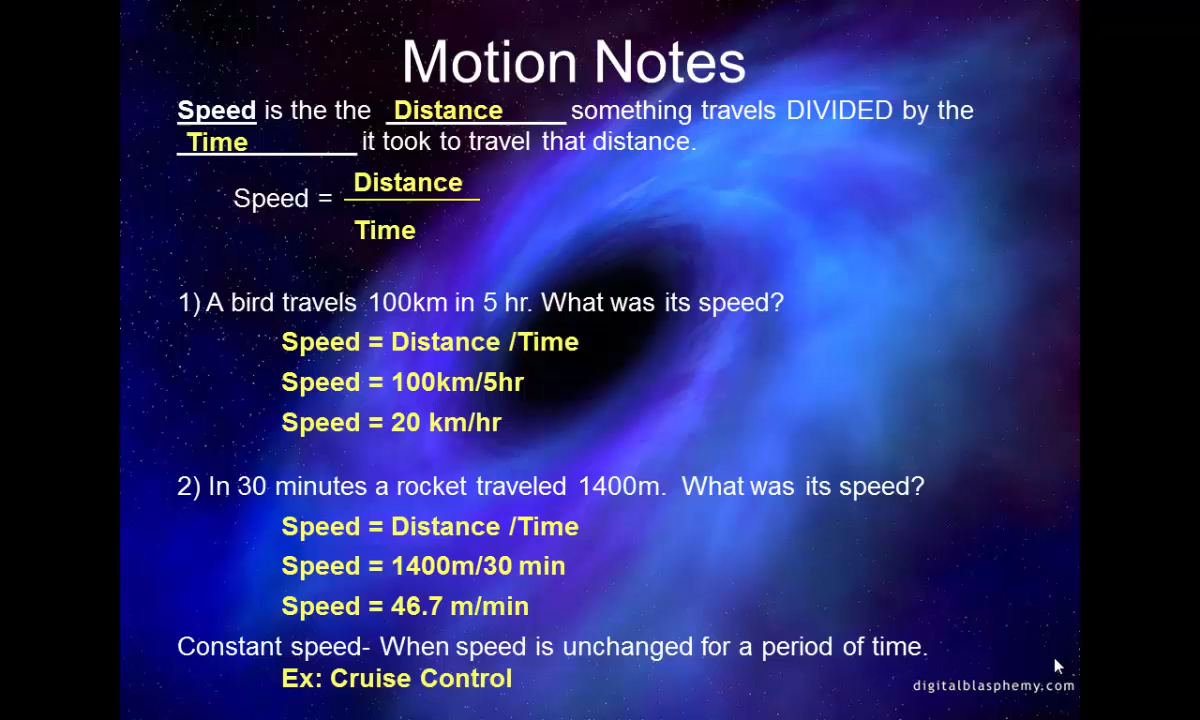 Motion Notes
Speed is the the Distance something travels DIVIDED by the
Time it took to travel that distance.
Distance
Speed =
Time
1) A bird travels 100km in 5 hr. What was its speed?
Speed = Distance /Time
Speed = 100km/5hr
Speed = 20 km/hr
2) In 30 minutes a rocket traveled 1400m. What was its speed?
Speed = Distance /Time
Speed = 1400m/30 min
Speed = 46.7 m/min
Constant speed- When speed is unchanged for a period of time.
Ex: Cruise Control
digitalblasphemy.com